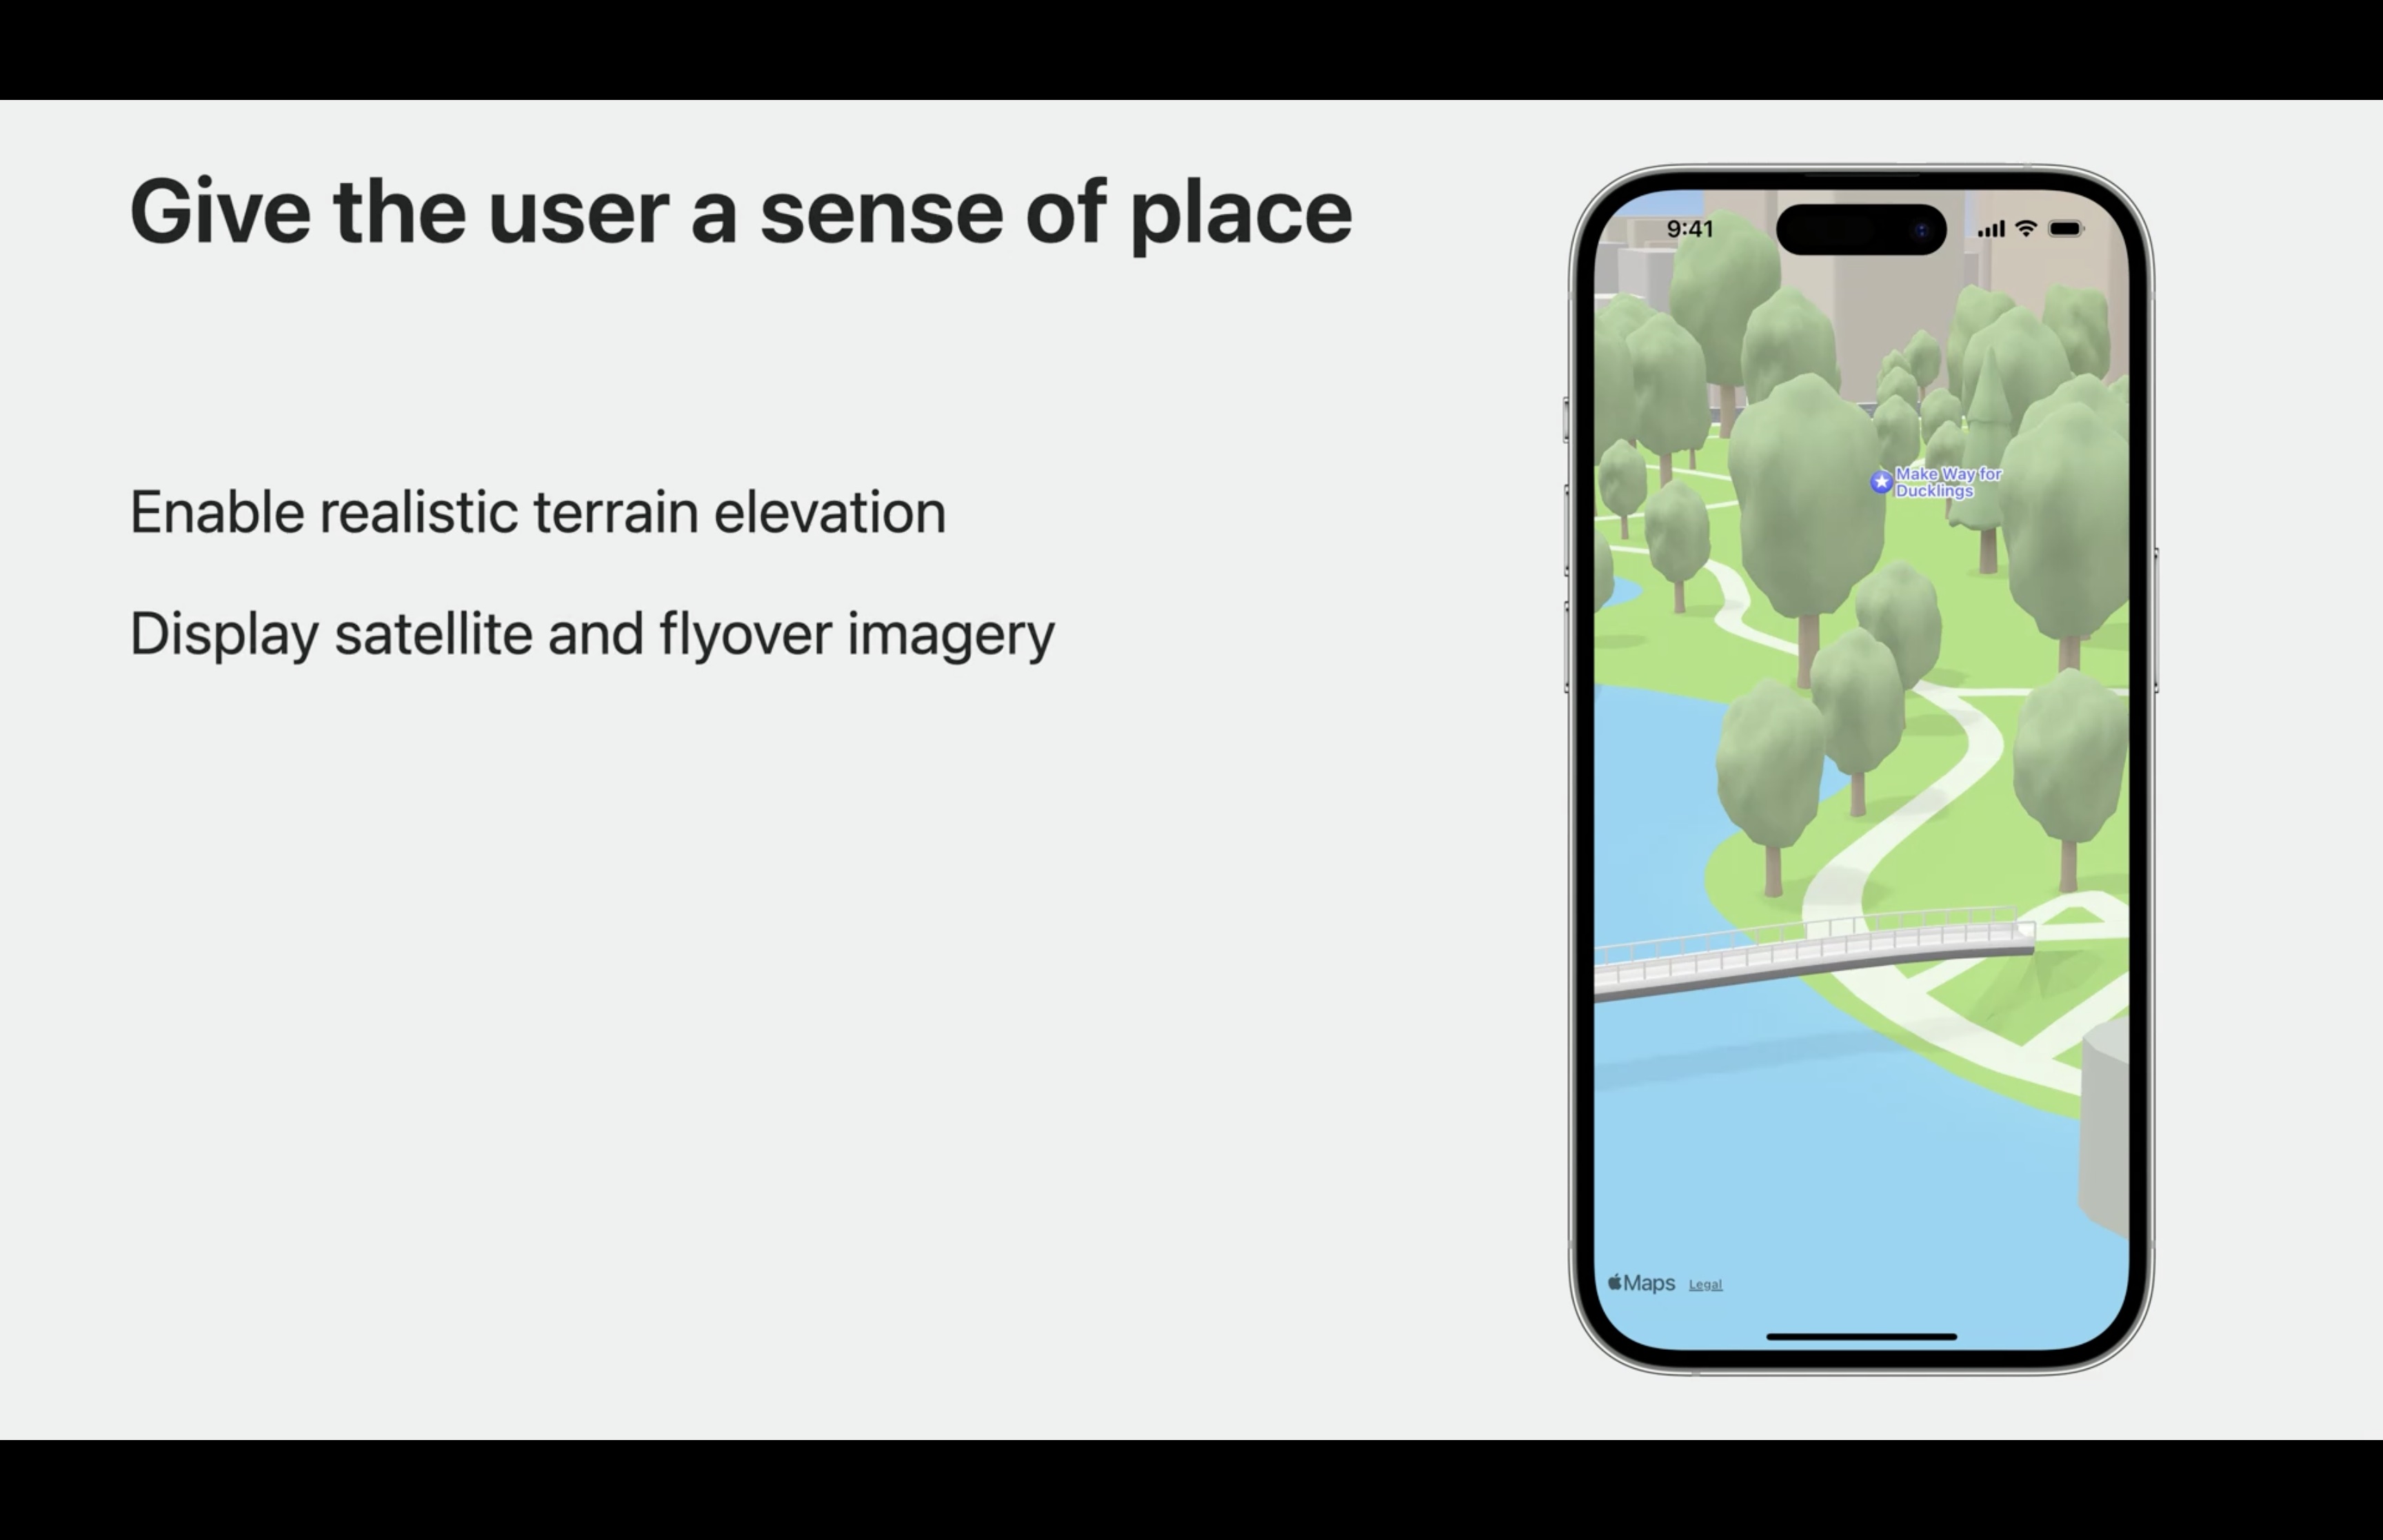 Give the user a sense of place
Enable realistic terrain elevation
Display satellite and flyover imagery
9:41
Make Way for
Ducklings
Maps Legal